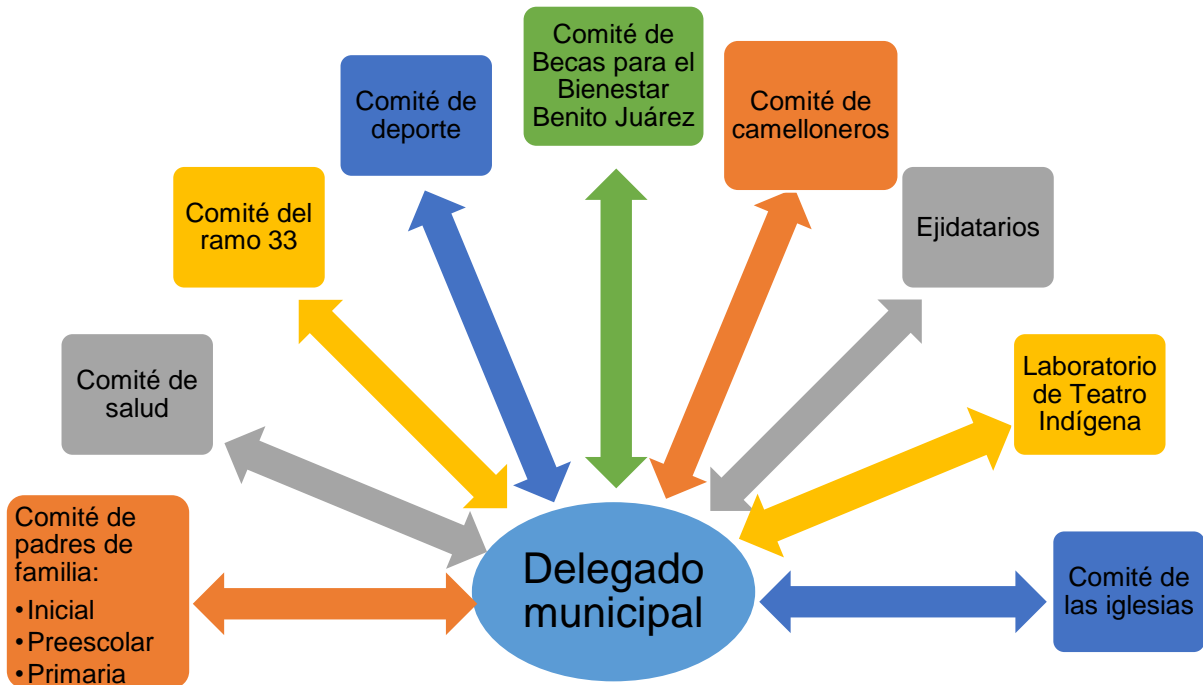 Comité de
Becas para el
Bienestar
Benito Juárez
Comité de
deporte
Comité de
camelloneros
Comité del
ramo 33
Ejidatarios
Comité de
salud
Laboratorio
de Teatro
Indígena
Comité de
padres de
familia:
• Inicial
• Preescolar
• Primaria
Delegado
municipal
Comité de
las iglesias